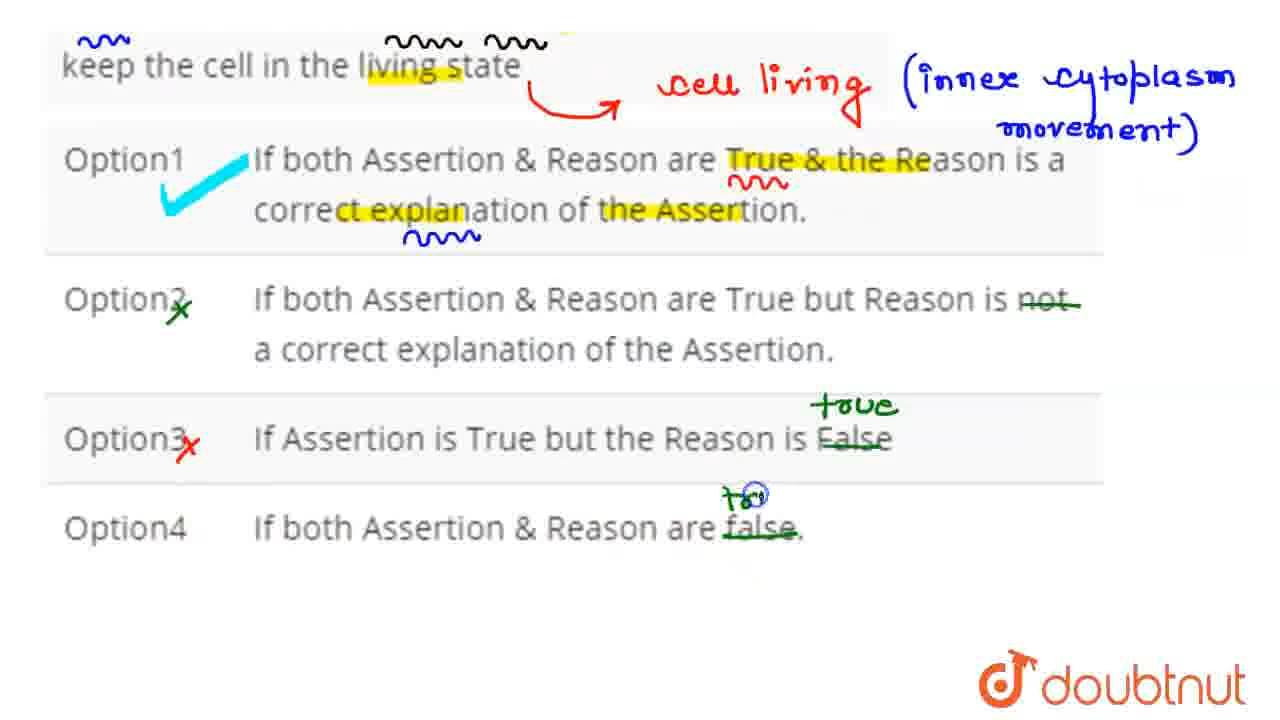 keep the cell in the living state
cell living (innex cytoplasm
movement)
Option1 If both Assertion & Reason are True & the Reason is a
correct explanation of the Assertion.
Option2 If both Assertion & Reason are True but Reason is not
a correct explanation of the Assertion.
true
Option3 If Assertion is True but the Reason is False
Option4 If both Assertion & Reason are false.
doubtnut